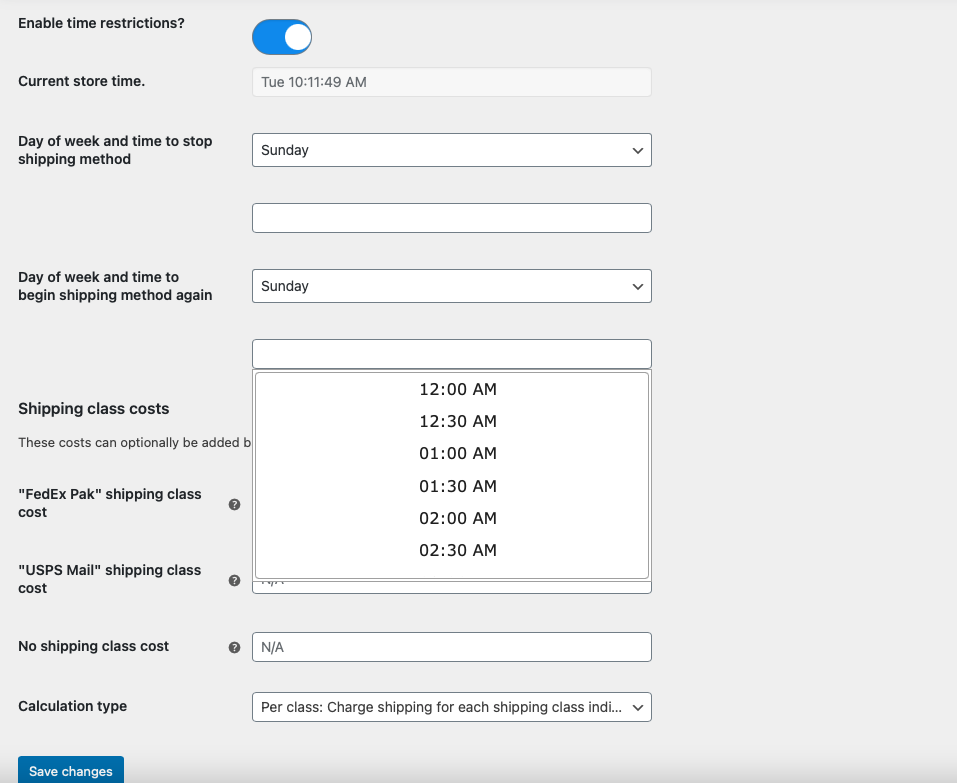 Enable time restrictions?
Current store time.
Tue 10:11:49 AM
Day of week and time to stop
shipping method
Sunday
Day of week and time to
begin shipping method again
Sunday
12:00 AM
12:30 AM
01:00 AM
01:30 AM
02:00 AM
02:30 AM
Shipping class costs
These costs can optionally be added b
"FedEx Pak" shipping class
cost
?
"USPS Mail" shipping class
cost
?
No shipping class cost
?
N/A
Calculation type
Per class: Charge shipping for each shipping class indi...
Save changes